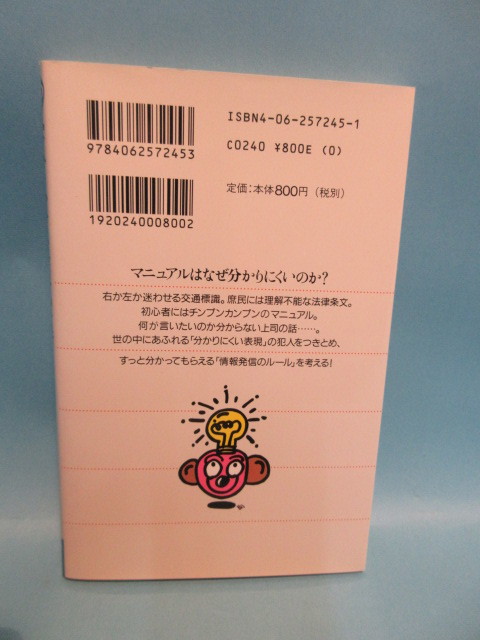 ISBN4-06-257245-1
C0240 ¥800E (0)
9784062572453
定価:本体800円(税別)
1920240008002
マニュアルはなぜ分かりにくいのか?
右か左か迷わせる交通標識。庶民には理解不能な法律条文。
初心者にはチンプンカンプンのマニュアル。
何が言いたいのか分からない上司の話……。
世の中にあふれる「分かりにくい表現」の犯人をつきとめ、
すっと分かってもらえる「情報発信のルール」を考える!